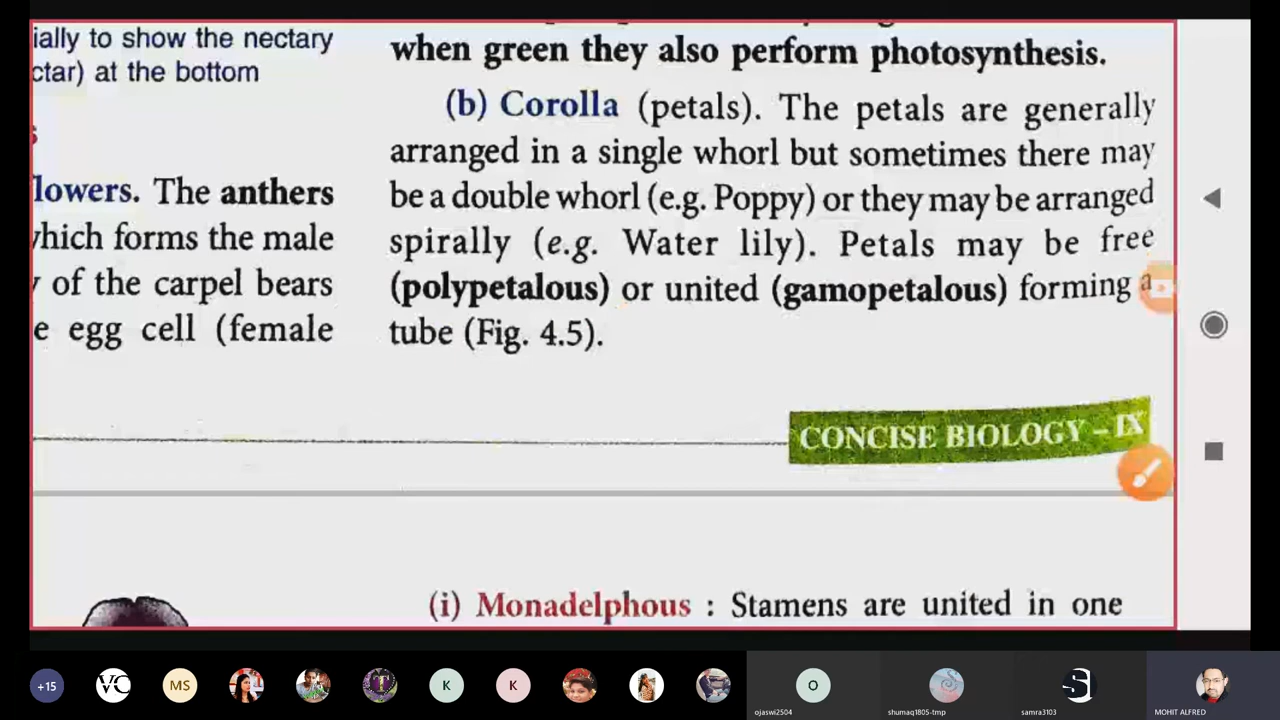 ially to show the nectary
ctar) at the bottom
s
lowers. The anthers
which forms the male
y of the carpel bears
e egg cell (female
when green they also perform photosynthesis.
(b) Corolla (petals). The petals are generally
arranged in a single whorl but sometimes there may
be a double whorl (e.g. Poppy) or they may be arranged
spirally (e.g. Water lily). Petals may be free
(polypetalous) or united (gamopetalous) forming a
tube (Fig. 4.5).
CONCISE BIOLOGY – IX
(i) Monadelphous : Stamens are united in one
+15
VC
MS
T
K
K
O
S
ojaswi2504
shumaq1805-tmp
samra3103
MOHIT ALFRED